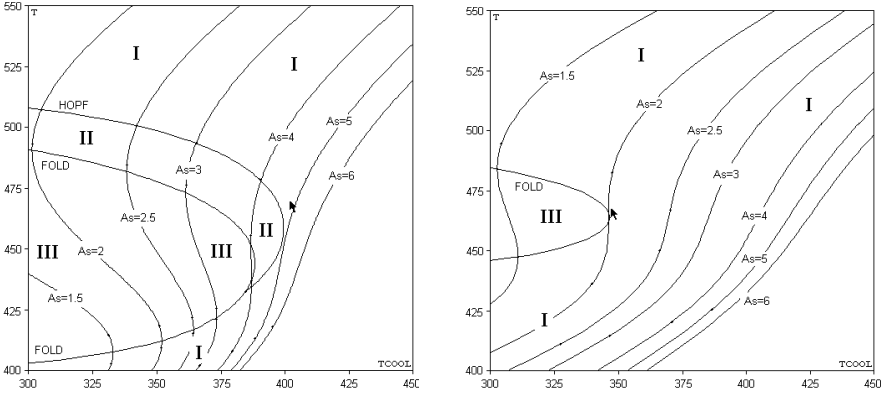 550
T
I
I
525
HOPF
500
II
As=4
As=5
FOLD
As=3
As=6
475
As=2.5
III
As=2
III
II
450
As=1.5
425
FOLD
I
TCOOL
400
300
325
350
375
400
425
450
550
T
I
As=1.5
525
As=2
I
As=2.5
500
FOLD
As=3
475
III
As=4
450
As=5
As=6
425
I
TCOOL
400
300
325
350
375
400
425
450